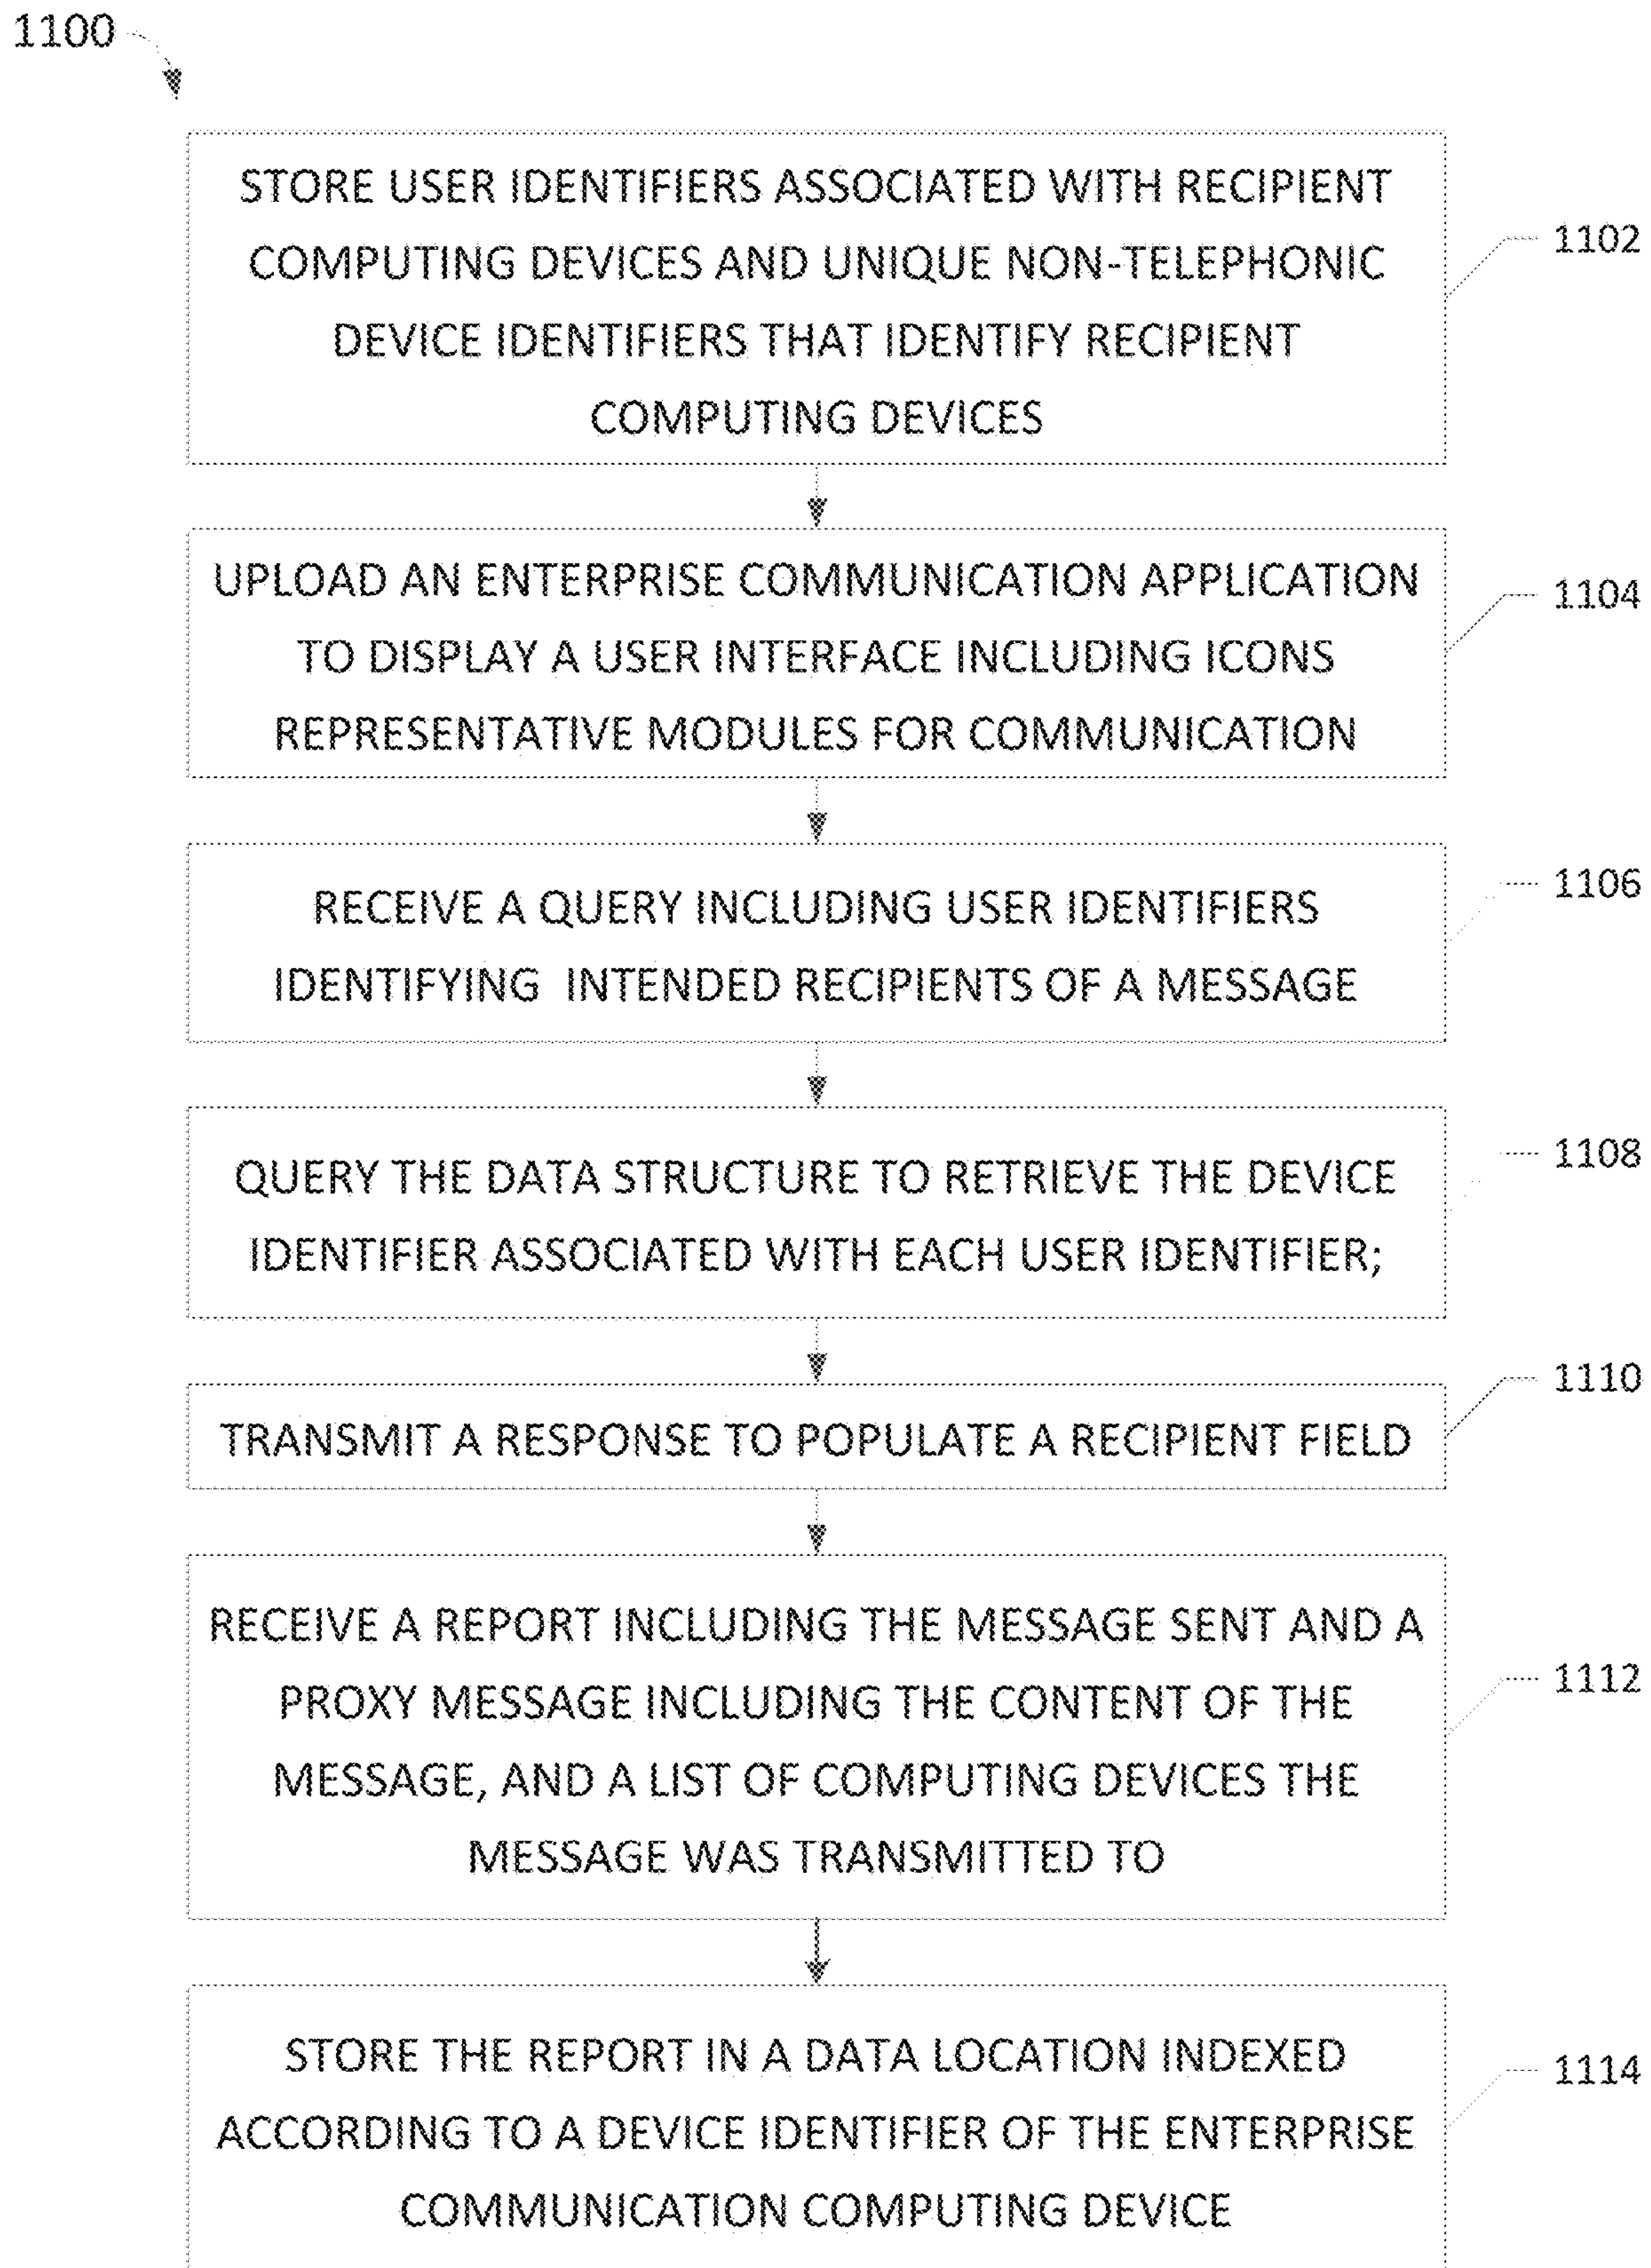 1100
STORE USER IDENTIFIERS ASSOCIATED WITH RECIPIENT
COMPUTING DEVICES AND UNIQUE NON-TELEPHONIC
DEVICE IDENTIFIERS THAT IDENTIFY RECIPIENT
COMPUTING DEVICES
1102
UPLOAD AN ENTERPRISE COMMUNICATION APPLICATION
TO DISPLAY A USER INTERFACE INCLUDING ICONS
REPRESENTATIVE MODULES FOR COMMUNICATION
1104
RECEIVE A QUERY INCLUDING USER IDENTIFIERS
IDENTIFYING INTENDED RECIPIENTS OF A MESSAGE
1106
QUERY THE DATA STRUCTURE TO RETRIEVE THE DEVICE
IDENTIFIER ASSOCIATED WITH EACH USER IDENTIFIER;
1108
TRANSMIT A RESPONSE TO POPULATE A RECIPIENT FIELD
1110
RECEIVE A REPORT INCLUDING THE MESSAGE SENT AND A
PROXY MESSAGE INCLUDING THE CONTENT OF THE
MESSAGE, AND A LIST OF COMPUTING DEVICES THE
MESSAGE WAS TRANSMITTED TO
1112
STORE THE REPORT IN A DATA LOCATION INDEXED
ACCORDING TO A DEVICE IDENTIFIER OF THE ENTERPRISE
COMMUNICATION COMPUTING DEVICE
1114